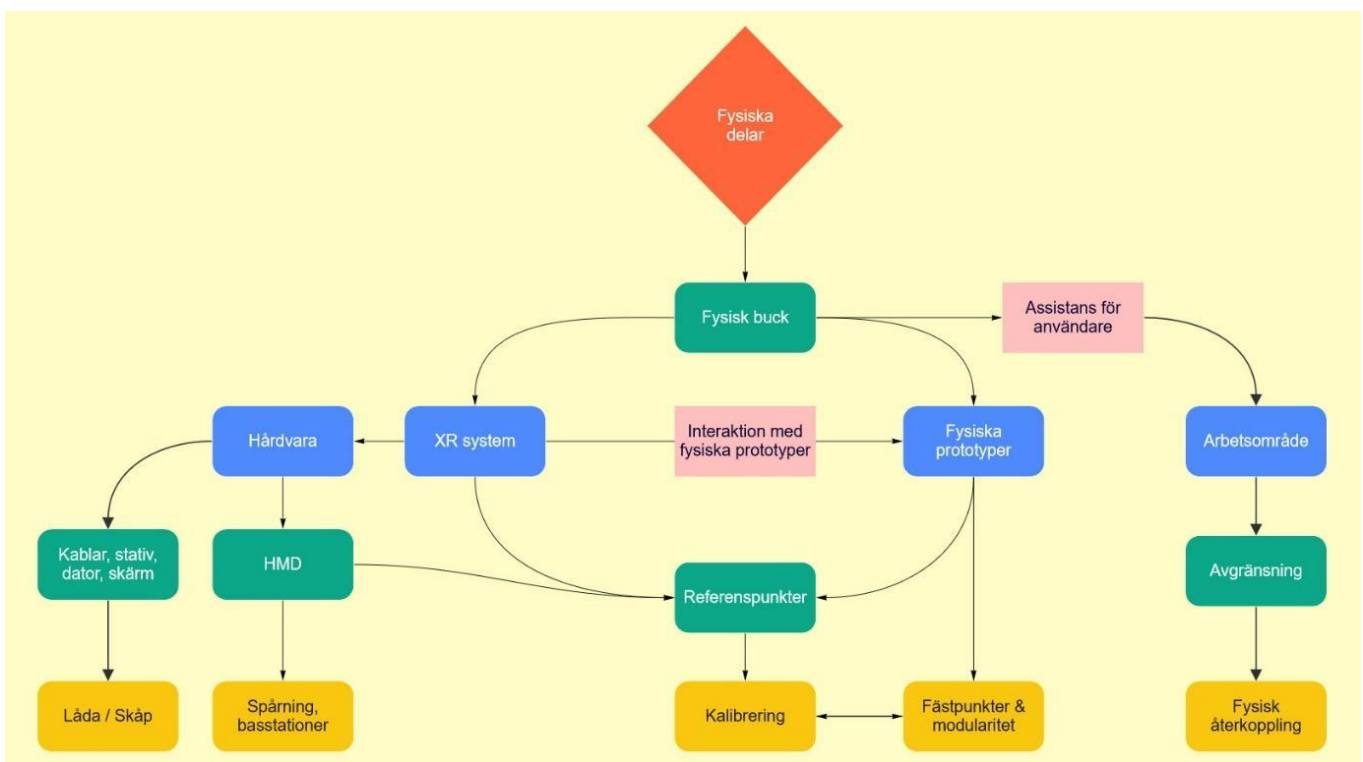 Fysiska
delar
Fysisk buck
Assistans för
användare
Hårdvara
XR system
Interaktion med
fysiska prototyper
Fysiska
prototyper
Arbetsområde
Kablar, stativ,
dator, skärm
HMD
Referenspunkter
Avgränsning
Låda / Skåp
Spårning,
basstationer
Kalibrering
Fästpunkter &
modularitet
Fysisk
återkoppling